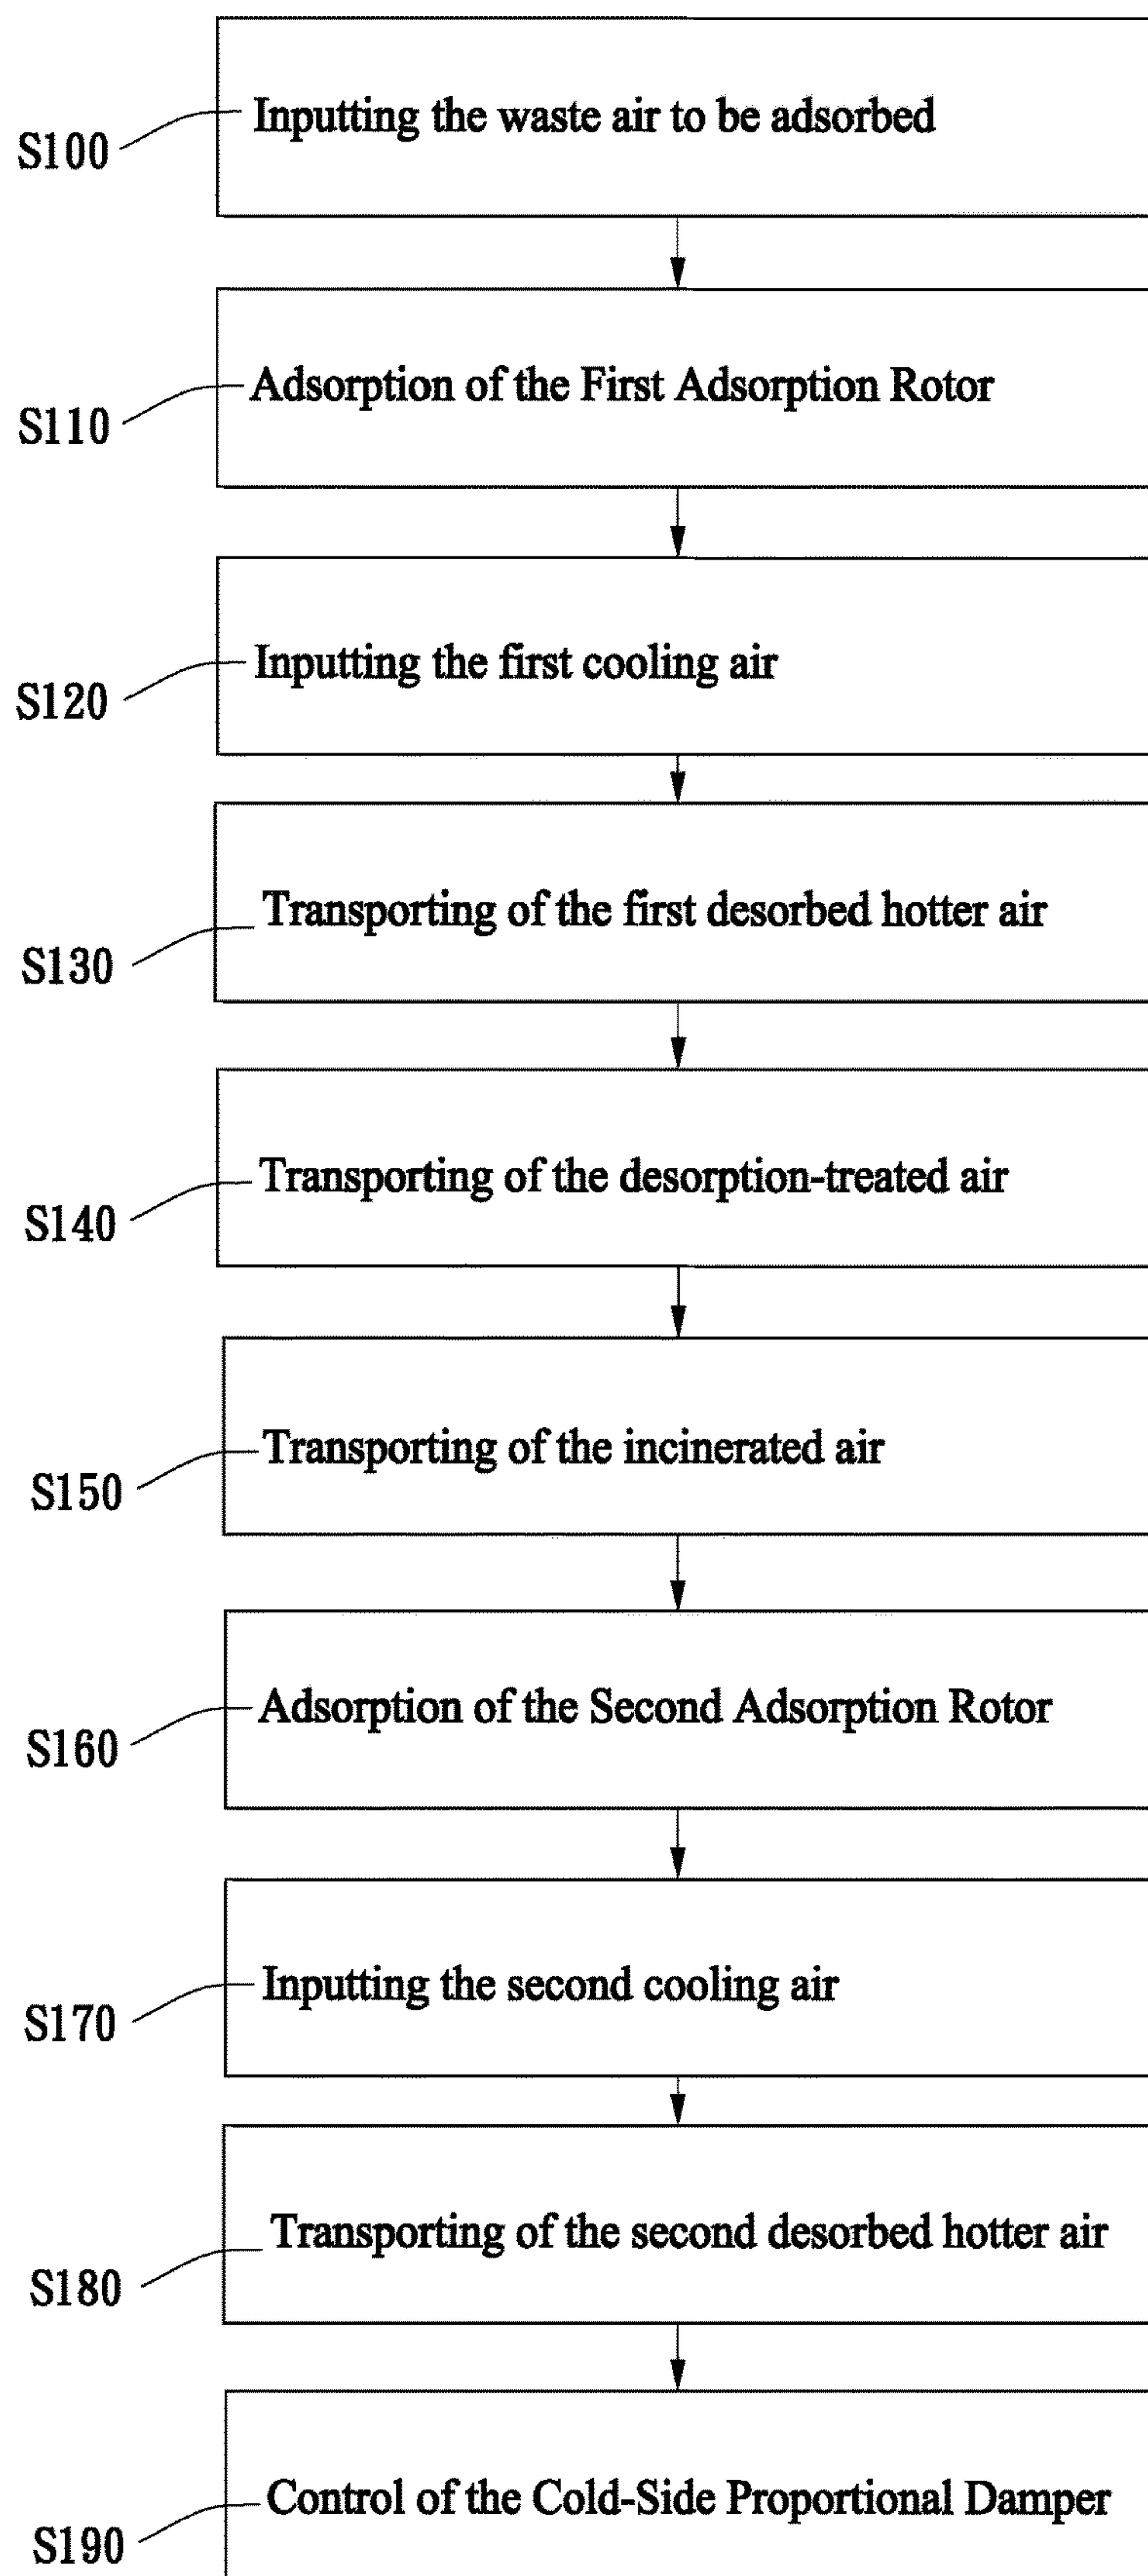 Inputting the waste air to be adsorbed
S100
Adsorption of the First Adsorption Rotor
S110
Inputting the first cooling air
S120
Transporting of the first desorbed hotter air
S130
Transporting of the desorption-treated air
S140
Transporting of the incinerated air
S150
Adsorption of the Second Adsorption Rotor
S160
Inputting the second cooling air
S170
Transporting of the second desorbed hotter air
S180
Control of the Cold-Side Proportional Damper
S190